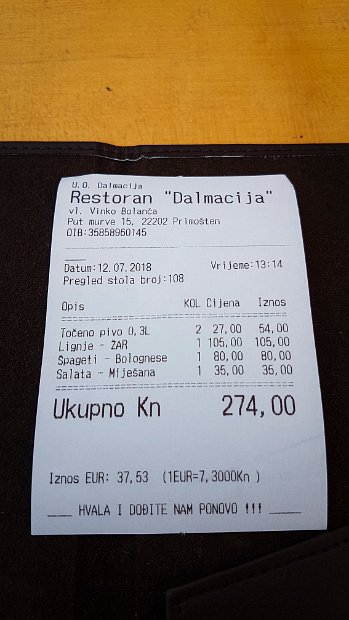 U.O. Dalmacija
Restoran "Dalmacija"
vl. Vinko Bolanča
Put murve 15, 22202 Primošten
OIB:35858960145
Datum:12.07.2018 Vrijeme:13:14
Pregled stola broj:108
Opis KOL Cijena Iznos
Točeno pivo 0,3L 2 27,00 54,00
Lignje - ŽAR 1 105,00 105,00
Špageti - Bolognese 1 80,00 80,00
Salata - Miješana 1 35,00 35,00
Ukupno Kn 274,00
Iznos EUR: 37,53 (1EUR=7,3000Kn )
HVALA I DOĐITE NAM PONOVO !!!